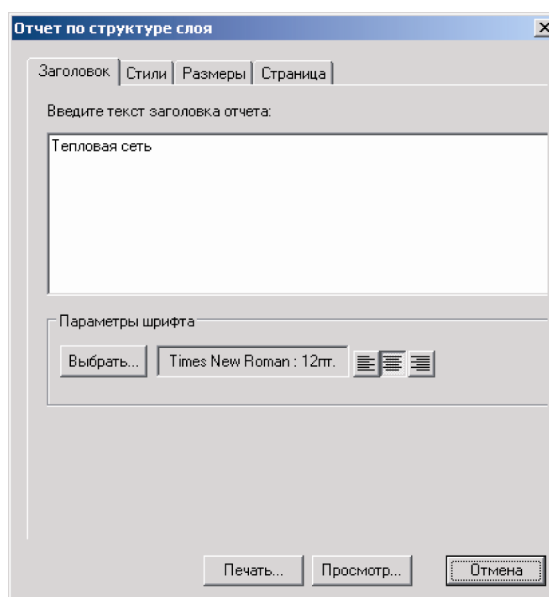 Отчет по структуре слоя
Заголовок Стили Размеры Страница
Введите текст заголовка отчета:
Тепловая сеть
Параметры шрифта
Выбрать... Times New Roman : 12пт.
Печать... Просмотр... Отмена